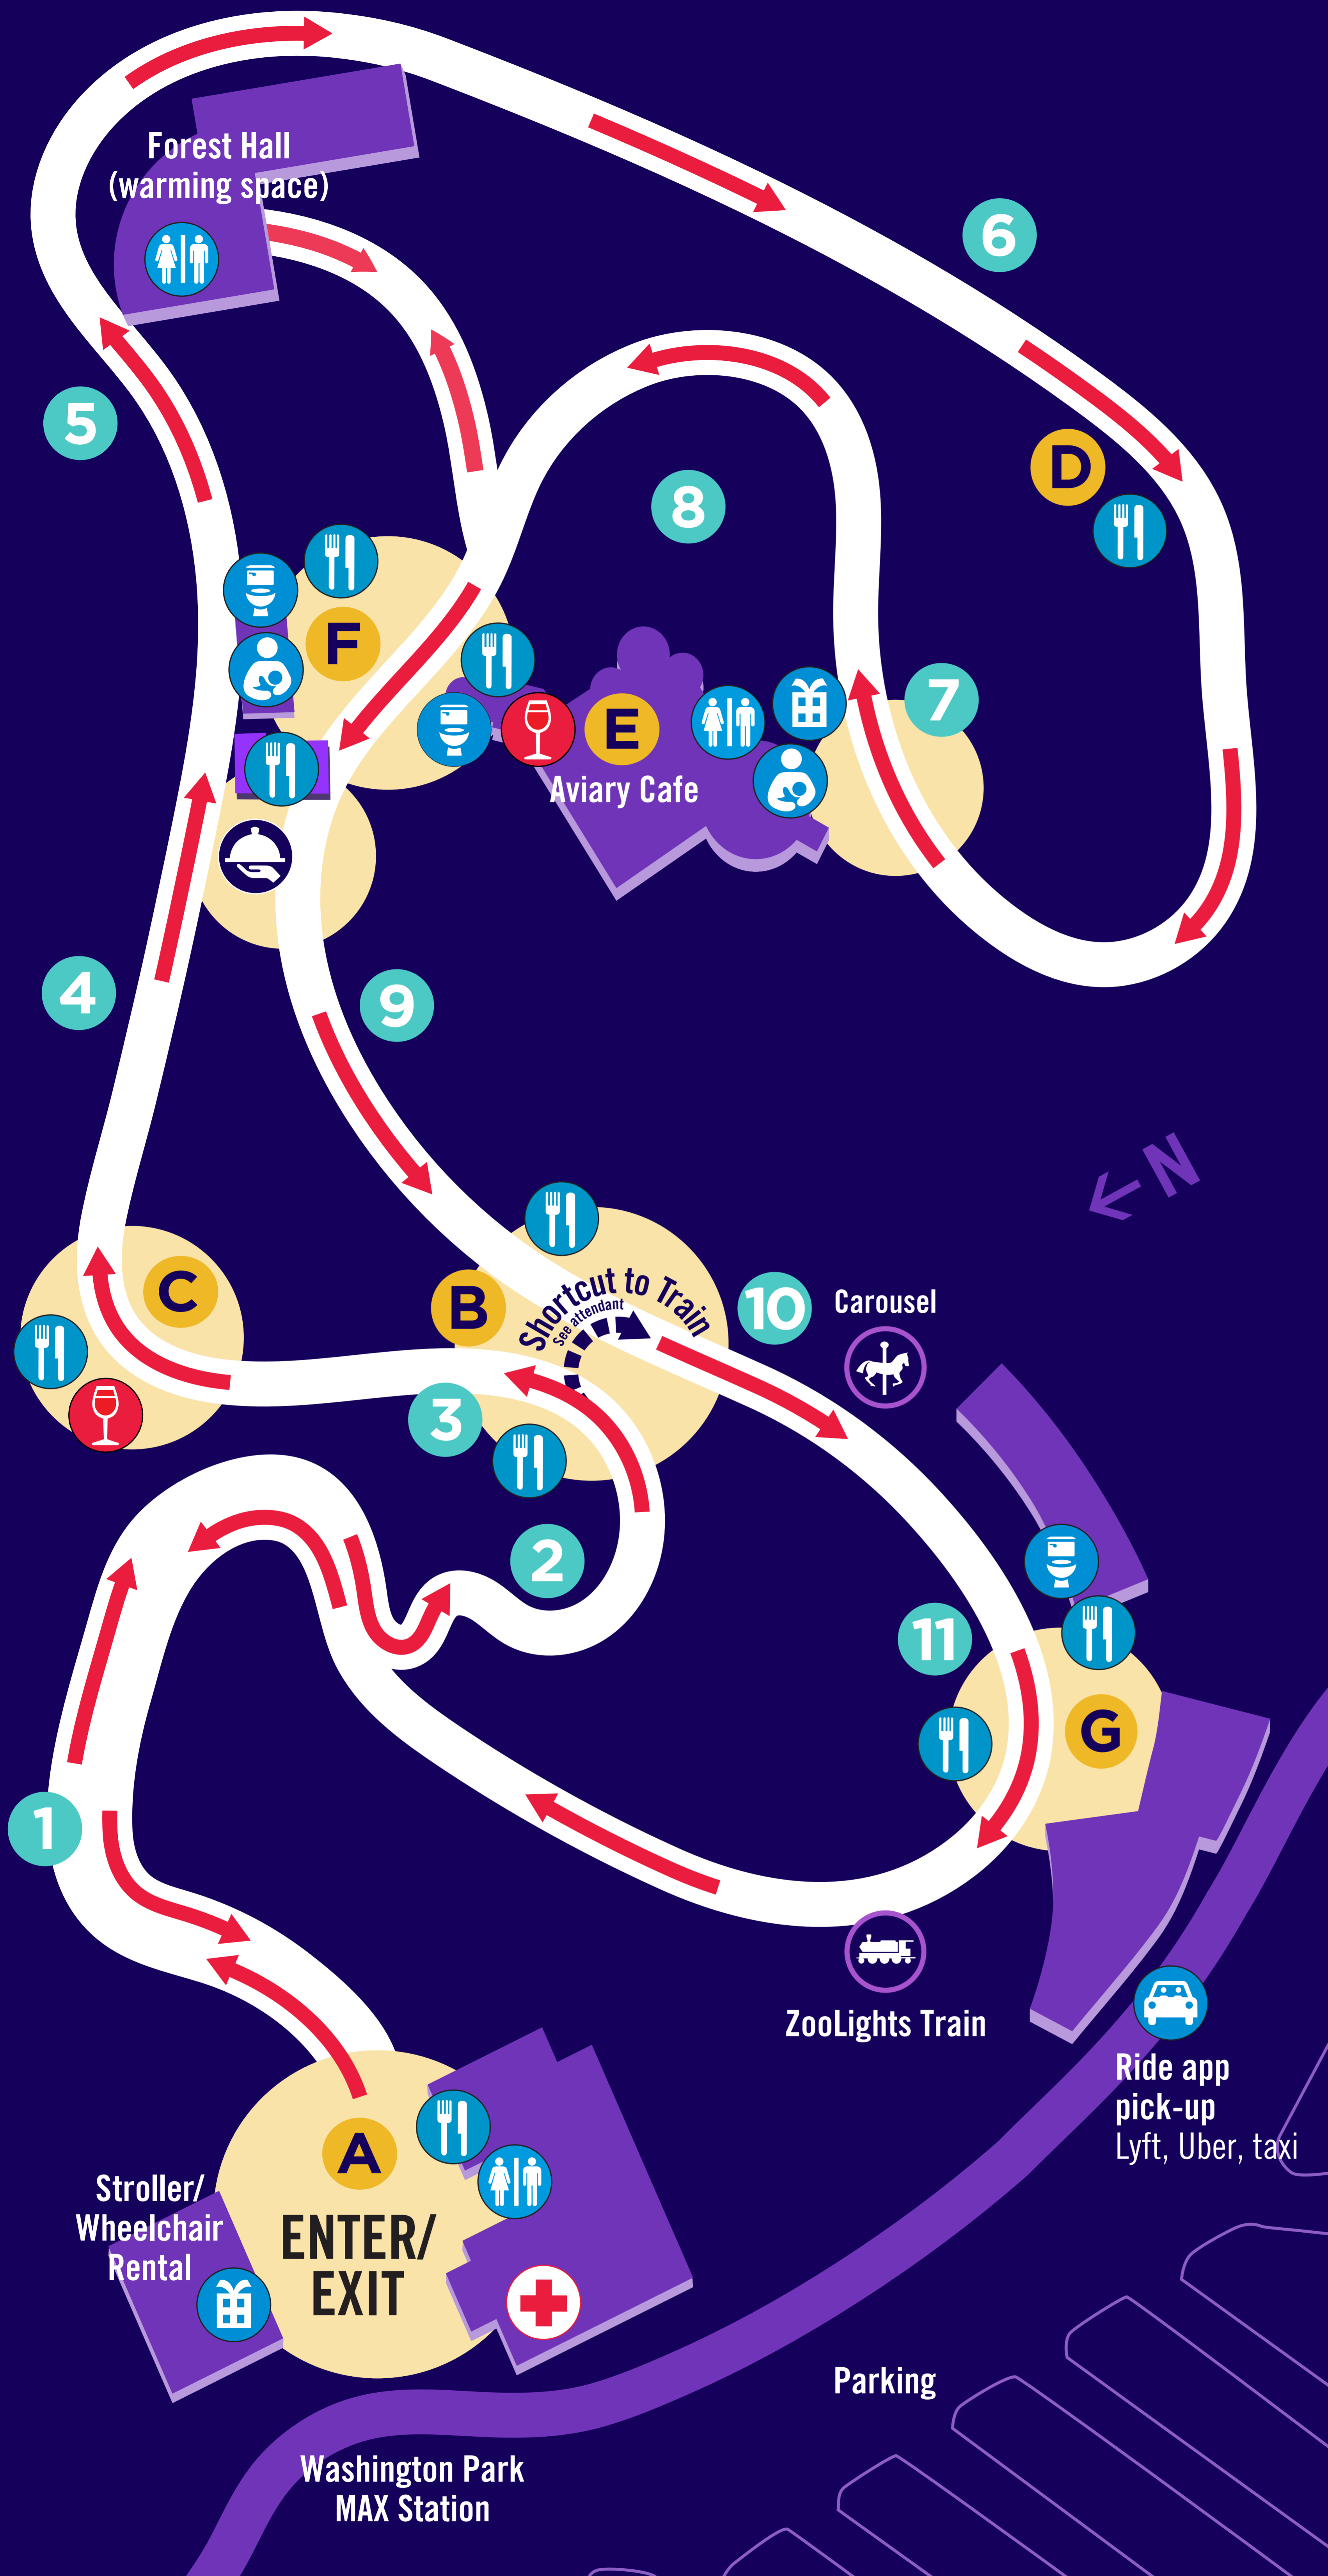 Forest Hall
(warming space)
6
5
D
8
F
7
E
Aviary Cafe
4
9
N
C
B
Shortcut to Train
See attendant
10
Carousel
3
2
11
G
1
ZooLights Train
Ride app
pick-up
Lyft, Uber, taxi
A
Stroller/
Wheelchair
Rental
ENTER/
EXIT
Parking
Washington Park
MAX Station